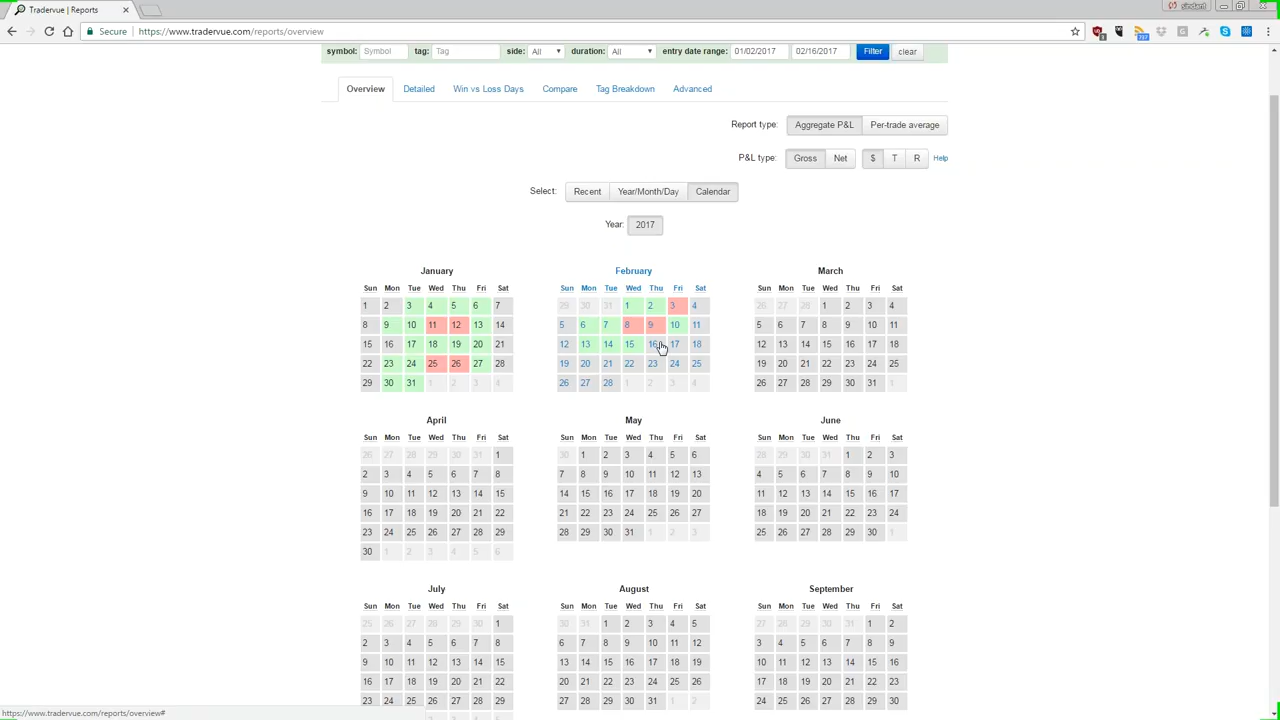 Tradervue | Reports
sindant
Secure | https://www.tradervue.com/reports/overview
symbol: Symbol tag: Tag side: All duration: All entry date range: 01/02/2017 02/16/2017 Filter clear
Overview Detailed Win vs Loss Days Compare Tag Breakdown Advanced
Report type: Aggregate P&L Per-trade average
P&L type: Gross Net $ T R Help
Select: Recent Year/Month/Day Calendar
Year: 2017
January February March
Sun Mon Tue Wed Thu Fri Sat Sun Mon Tue Wed Thu Fri Sat Sun Mon Tue Wed Thu Fri Sat
1 2 3 4 5 6 7 29 30 31 1 2 3 4 26 27 28 1 2 3 4
8 9 10 11 12 13 14 5 6 7 8 9 10 11 5 6 7 8 9 10 11
15 16 17 18 19 20 21 12 13 14 15 16 17 18 12 13 14 15 16 17 18
22 23 24 25 26 27 28 19 20 21 22 23 24 25 19 20 21 22 23 24 25
29 30 31 1 2 3 4 26 27 28 1 2 3 4 26 27 28 29 30 31 1
April May June
Sun Mon Tue Wed Thu Fri Sat Sun Mon Tue Wed Thu Fri Sat Sun Mon Tue Wed Thu Fri Sat
26 27 28 29 30 31 1 30 1 2 3 4 5 6 28 29 30 31 1 2 3
2 3 4 5 6 7 8 7 8 9 10 11 12 13 4 5 6 7 8 9 10
9 10 11 12 13 14 15 14 15 16 17 18 19 20 11 12 13 14 15 16 17
16 17 18 19 20 21 22 21 22 23 24 25 26 27 18 19 20 21 22 23 24
23 24 25 26 27 28 29 28 29 30 31 1 2 3 25 26 27 28 29 30 1
30 1 2 3 4 5 6
July August September
Sun Mon Tue Wed Thu Fri Sat Sun Mon Tue Wed Thu Fri Sat Sun Mon Tue Wed Thu Fri Sat
25 26 27 28 29 30 1 30 31 1 2 3 4 5 27 28 29 30 31 1 2
2 3 4 5 6 7 8 6 7 8 9 10 11 12 3 4 5 6 7 8 9
9 10 11 12 13 14 15 13 14 15 16 17 18 19 10 11 12 13 14 15 16
16 17 18 19 20 21 22 20 21 22 23 24 25 26 17 18 19 20 21 22 23
23 24 25 26 27 28 29 27 28 29 30 31 1 2 24 25 26 27 28 29 30
https://www.tradervue.com/reports/overview#